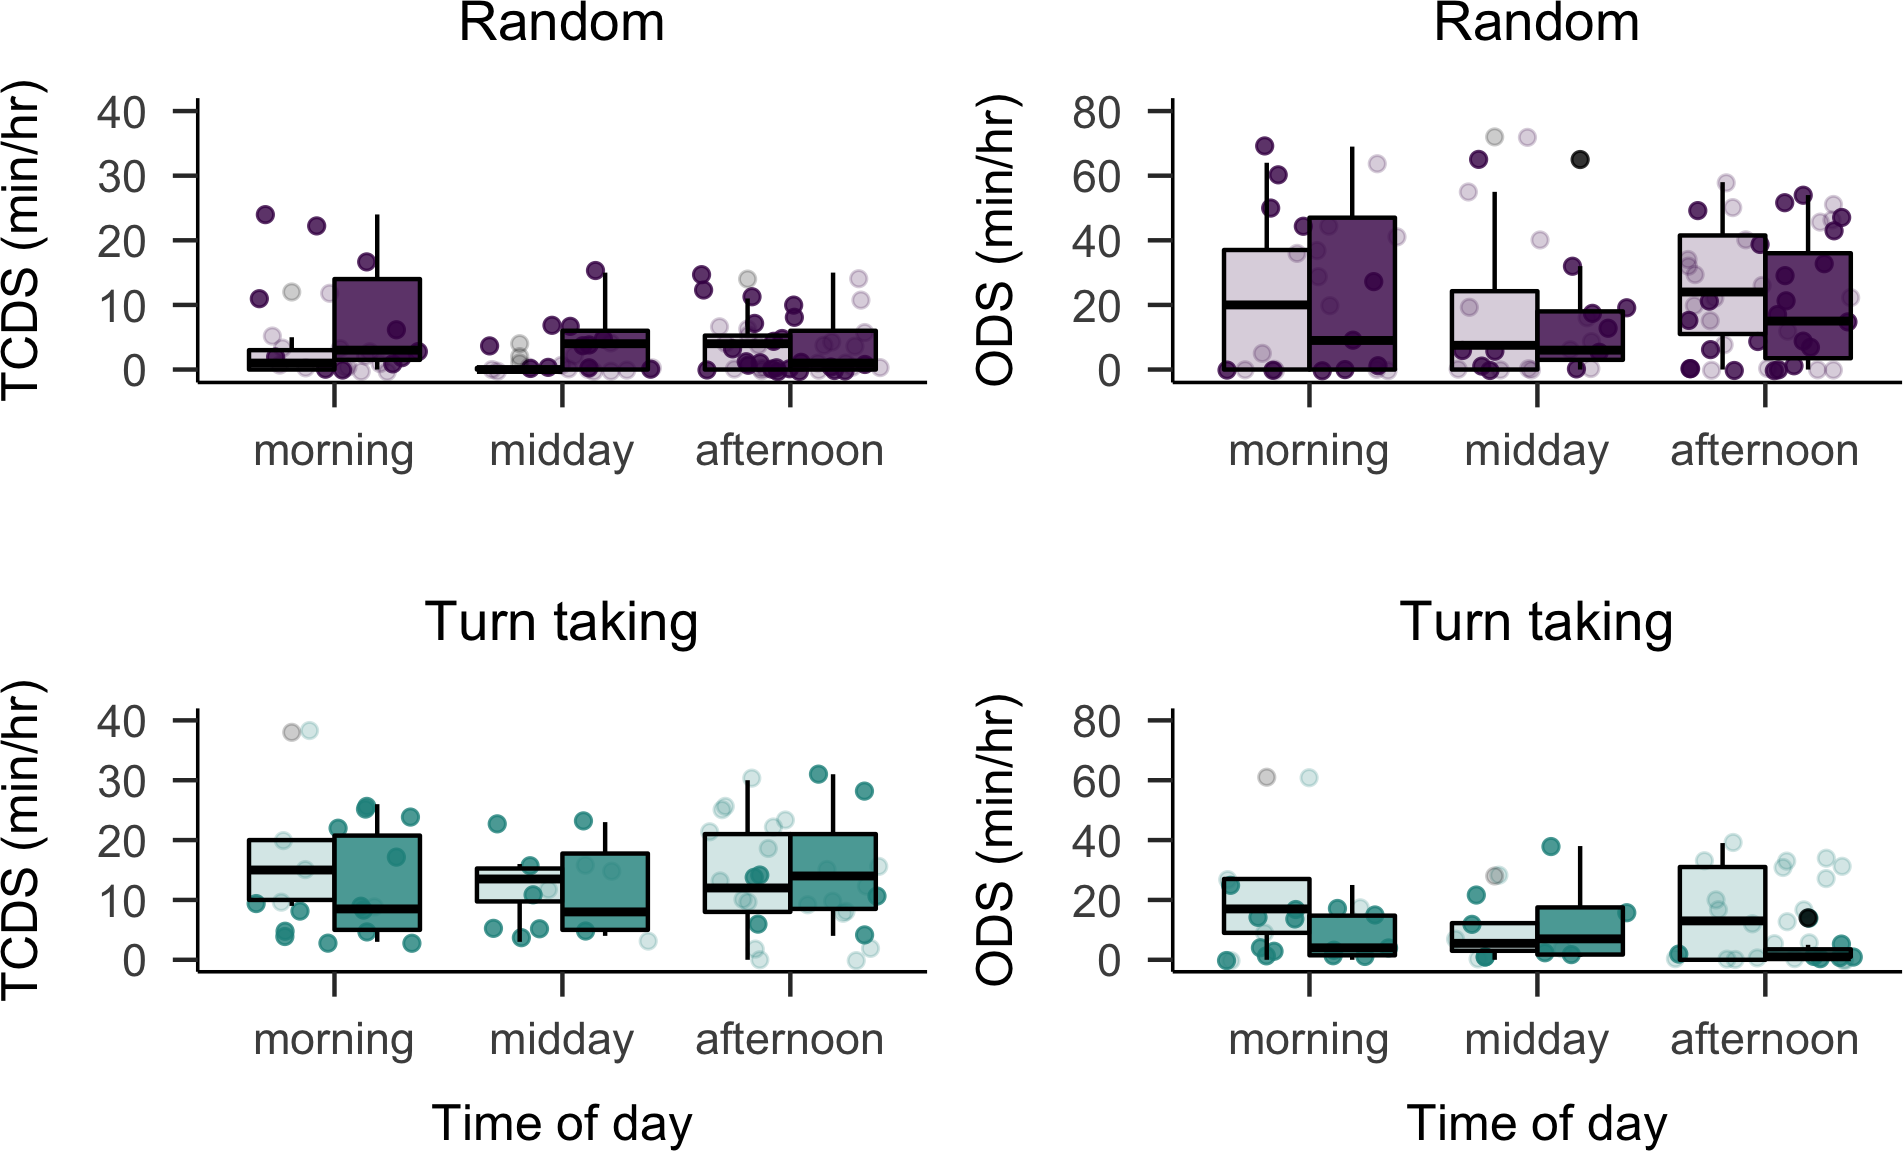 Random
TCDS (min/hr)
40
30
20
10
0
morning midday afternoon
Random
ODS (min/hr)
80
60
40
20
0
morning midday afternoon
Turn taking
TCDS (min/hr)
40
30
20
10
0
morning midday afternoon
Time of day
Turn taking
ODS (min/hr)
80
60
40
20
0
morning midday afternoon
Time of day